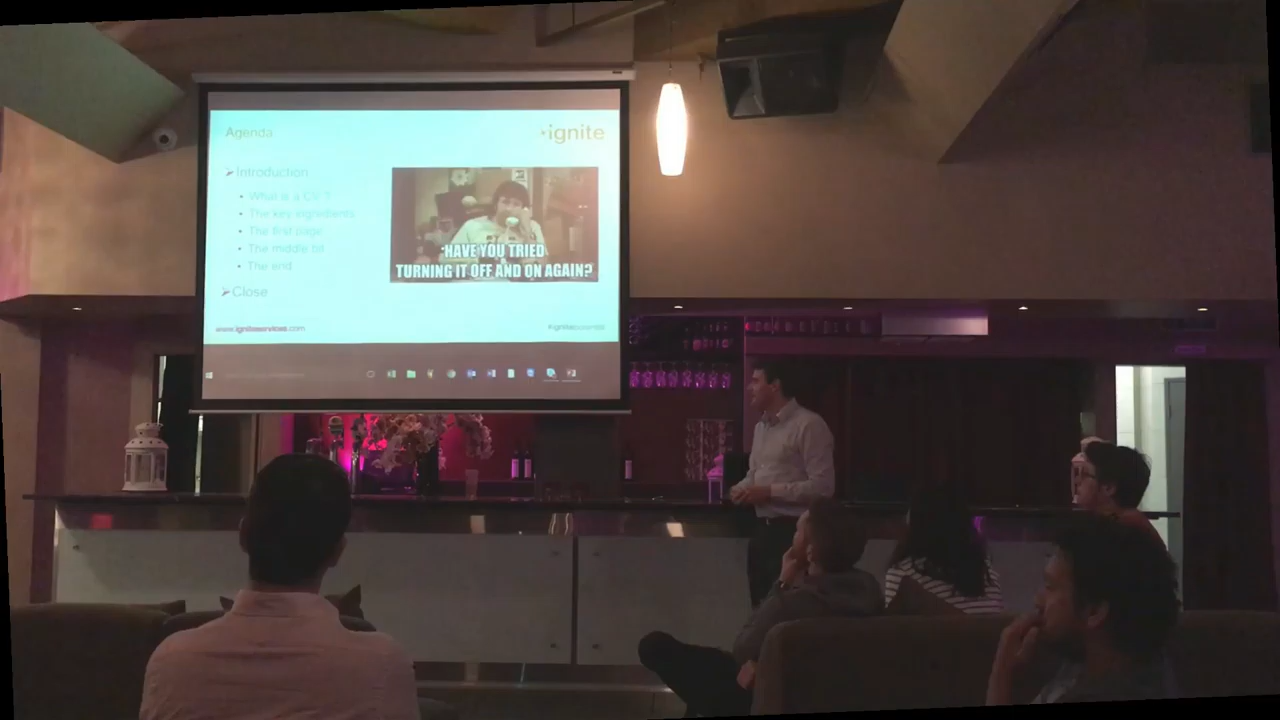 Agenda
ignite
Introduction
What is a CV ?
The key ingredients
The first page
The middle bit
The end
Close
HAVE YOU TRIED
TURNING IT OFF AND ON AGAIN?
www.igniteservices.com